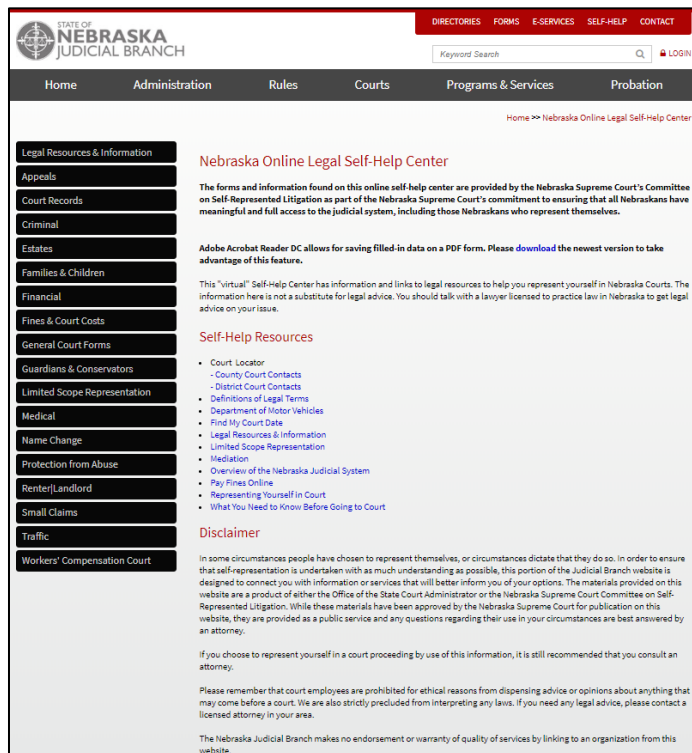 STATE OF
NEBRASKA
JUDICIAL BRANCH
DIRECTORIES FORMS E-SERVICES SELF-HELP CONTACT
Keyword Search
LOGIN
Home Administration Rules Courts Programs & Services Probation
Home >> Nebraska Online Legal Self-Help Center
Legal Resources & Information
Appeals
Court Records
Criminal
Estates
Families & Children
Financial
Fines & Court Costs
General Court Forms
Guardians & Conservators
Limited Scope Representation
Medical
Name Change
Protection from Abuse
Renter|Landlord
Small Claims
Traffic
Workers' Compensation Court
Nebraska Online Legal Self-Help Center
The forms and information found on this online self-help center are provided by the Nebraska Supreme Court's Committee
on Self-Represented Litigation as part of the Nebraska Supreme Court's commitment to ensuring that all Nebraskans have
meaningful and full access to the judicial system, including those Nebraskans who represent themselves.
Adobe Acrobat Reader DC allows for saving filled-in data on a PDF form. Please download the newest version to take
advantage of this feature.
This "virtual" Self-Help Center has information and links to legal resources to help you represent yourself in Nebraska Courts. The
information here is not a substitute for legal advice. You should talk with a lawyer licensed to practice law in Nebraska to get legal
advice on your issue.
Self-Help Resources
• Court Locator
- County Court Contacts
- District Court Contacts
• Definitions of Legal Terms
• Department of Motor Vehicles
• Find My Court Date
• Legal Resources & Information
• Limited Scope Representation
• Mediation
• Overview of the Nebraska Judicial System
• Pay Fines Online
• Representing Yourself in Court
• What You Need to Know Before Going to Court
Disclaimer
In some circumstances people have chosen to represent themselves, or circumstances dictate that they do so. In order to ensure
that self-representation is undertaken with as much understanding as possible, this portion of the Judicial Branch website is
designed to connect you with information or services that will better inform you of your options. The materials provided on this
website are a product of either the Office of the State Court Administrator or the Nebraska Supreme Court Committee on Self-
Represented Litigation. While these materials have been approved by the Nebraska Supreme Court for publication on this
website, they are provided as a public service and any questions regarding their use in your circumstances are best answered by
an attorney.
If you choose to represent yourself in a court proceeding by use of this information, it is still recommended that you consult an
attorney.
Please remember that court employees are prohibited for ethical reasons from dispensing advice or opinions about anything that
may come before a court. We are also strictly precluded from interpreting any laws. If you need any legal advice, please contact a
licensed attorney in your area.
The Nebraska Judicial Branch makes no endorsement or warranty of quality of services by linking to an organization from this
website.